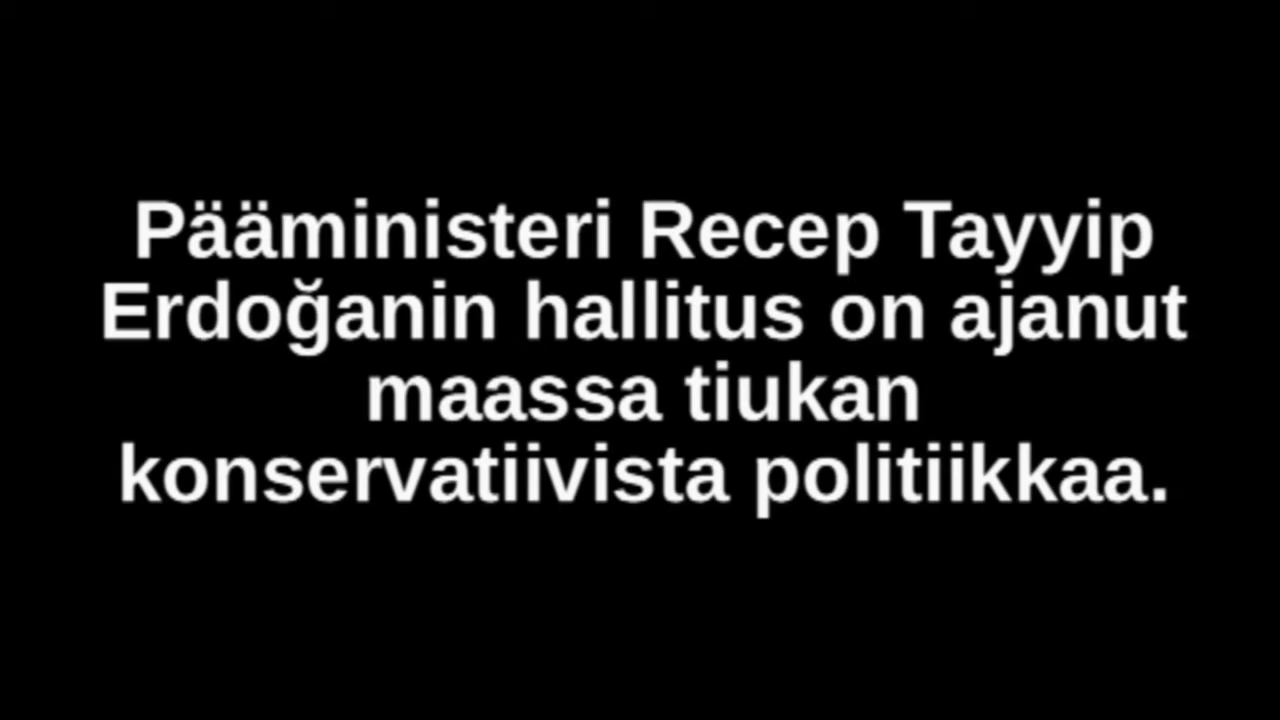 Pääministeri Recep Tayyip
Erdoğanin hallitus on ajanut
maassa tiukan
konservatiivista politiikkaa.